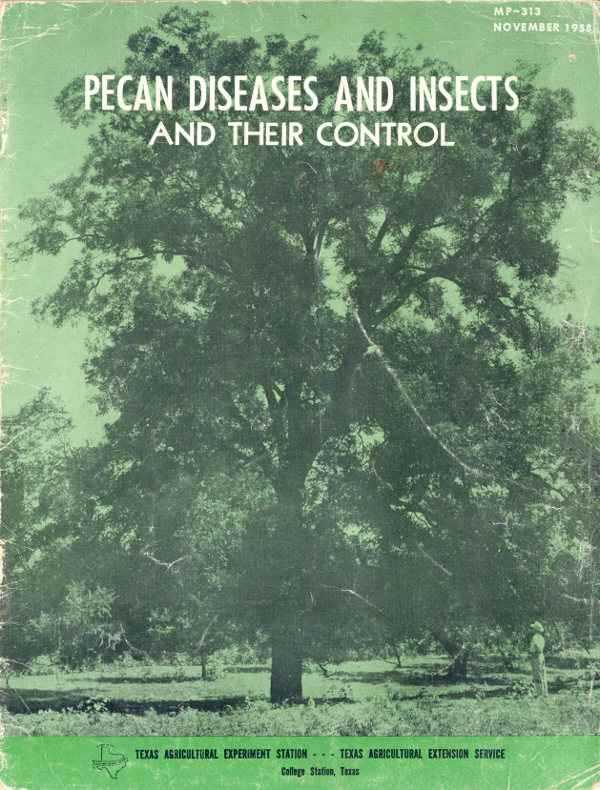 MP-313
NOVEMBER 1958
PECAN DISEASES AND INSECTS
AND THEIR CONTROL
TEXAS AGRICULTURAL EXPERIMENT STATION - - - TEXAS AGRICULTURAL EXTENSION SERVICE
College Station, Texas